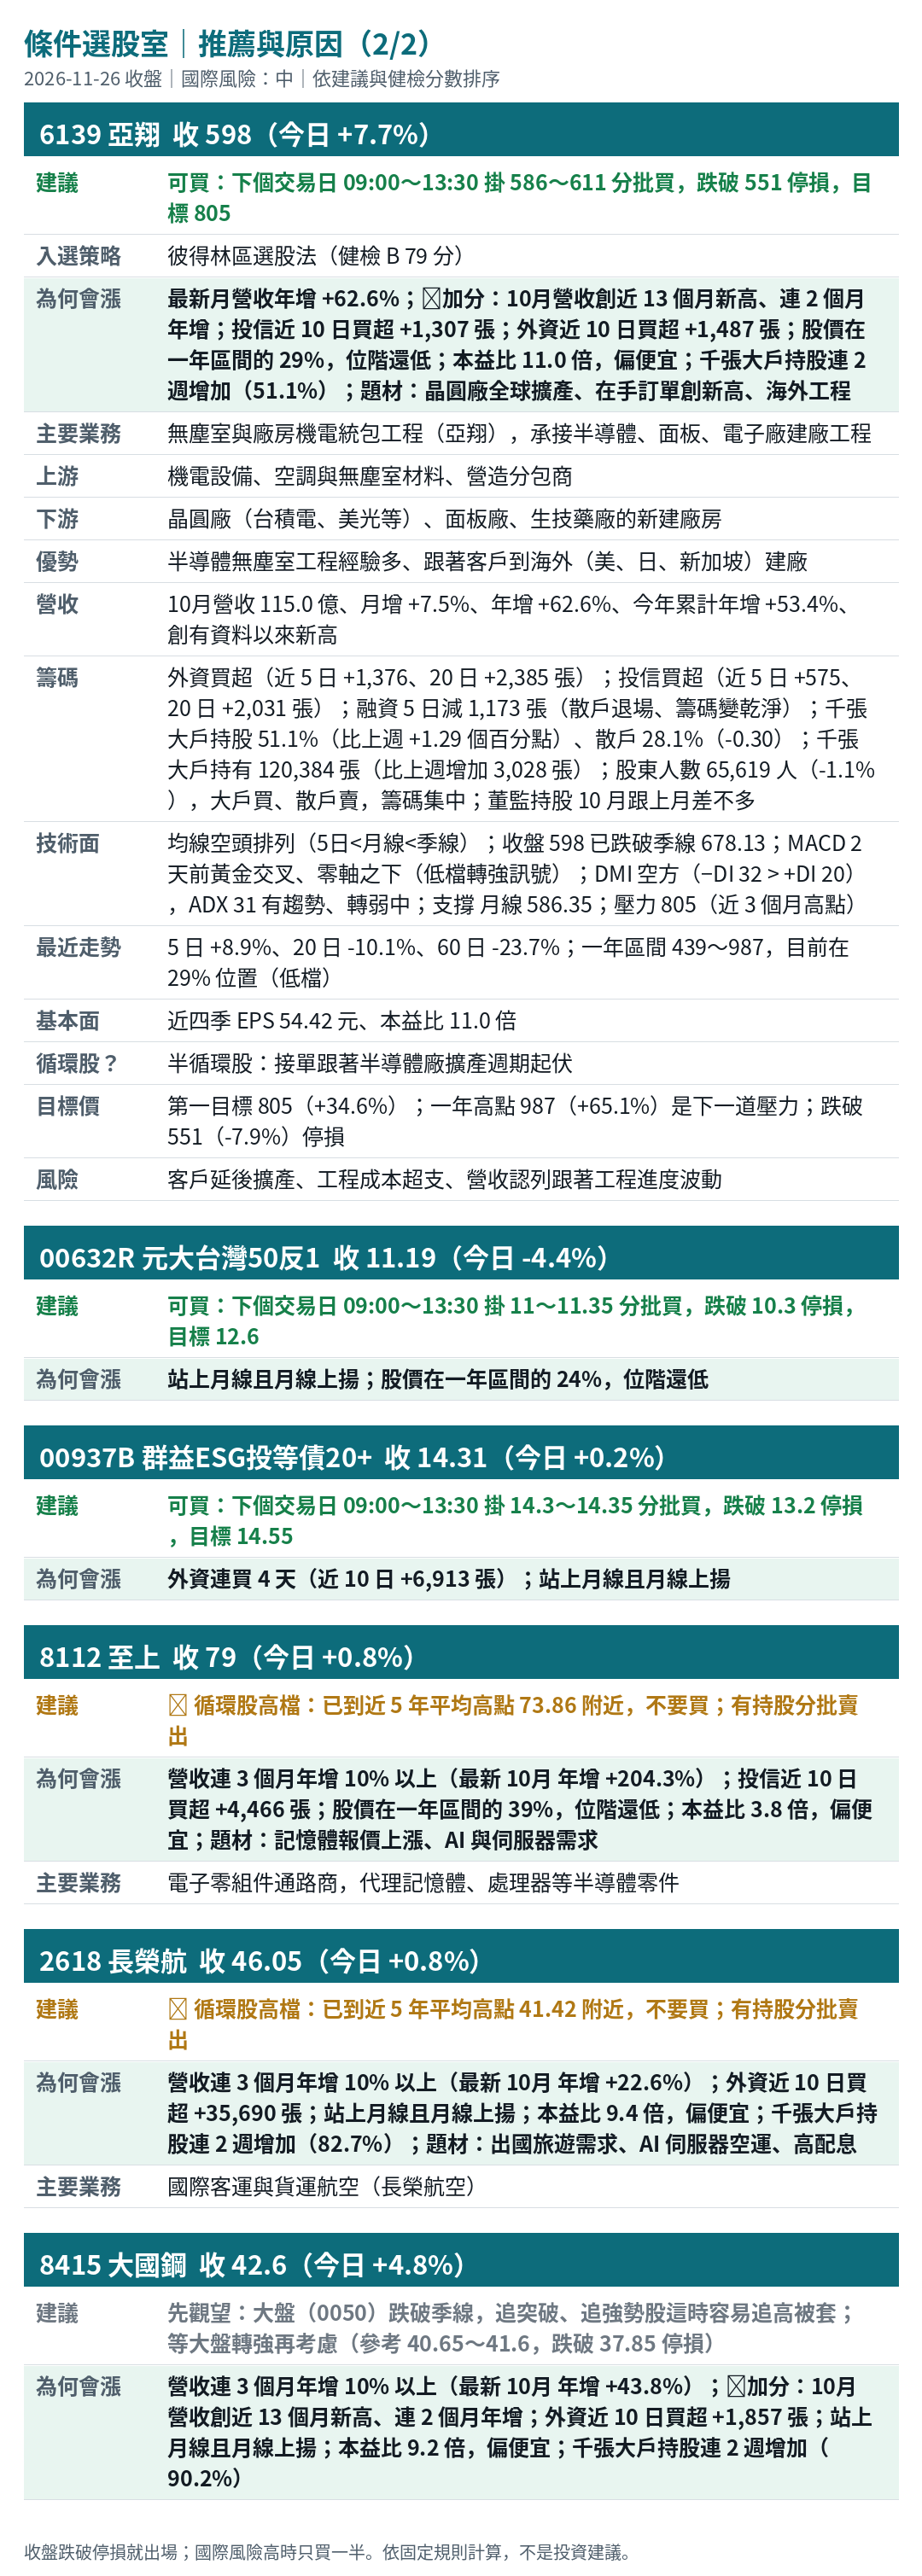 條件選股室｜推薦與原因（2/2）
2026-11-26 收盤｜國際風險：中｜依建議與健檢分數排序
6139 亞翔 收 598（今日 +7.7%）
建議 可買：下個交易日 09:00～13:30 掛 586～611 分批買，跌破 551 停損，目
標 805
入選策略 彼得林區選股法（健檢 B 79 分）
為何會漲 最新月營收年增 +62.6%；加分：10月營收創近 13 個月新高、連 2 個月
年增；投信近 10 日買超 +1,307 張；外資近 10 日買超 +1,487 張；股價在
一年區間的 29%，位階還低；本益比 11.0 倍，偏便宜；千張大戶持股連 2
週增加（51.1%）；題材：晶圓廠全球擴產、在手訂單創新高、海外工程
主要業務 無塵室與廠房機電統包工程（亞翔），承接半導體、面板、電子廠建廠工程
上游 機電設備、空調與無塵室材料、營造分包商
下游 晶圓廠（台積電、美光等）、面板廠、生技藥廠的新建廠房
優勢 半導體無塵室工程經驗多、跟著客戶到海外（美、日、新加坡）建廠
營收 10月營收 115.0 億、月增 +7.5%、年增 +62.6%、今年累計年增 +53.4%、
創有資料以來新高
籌碼 外資買超（近 5 日 +1,376、20 日 +2,385 張）；投信買超（近 5 日 +575、
20 日 +2,031 張）；融資 5 日減 1,173 張（散戶退場、籌碼變乾淨）；千張
大戶持股 51.1%（比上週 +1.29 個百分點）、散戶 28.1%（-0.30）；千張
大戶持有 120,384 張（比上週增加 3,028 張）；股東人數 65,619 人（-1.1%
），大戶買、散戶賣，籌碼集中；董監持股 10 月跟上月差不多
技術面 均線空頭排列（5日<月線<季線）；收盤 598 已跌破季線 678.13；MACD 2
天前黃金交叉、零軸之下（低檔轉強訊號）；DMI 空方（−DI 32 > +DI 20）
，ADX 31 有趨勢、轉弱中；支撐 月線 586.35；壓力 805（近 3 個月高點）
最近走勢 5 日 +8.9%、20 日 -10.1%、60 日 -23.7%；一年區間 439～987，目前在
29% 位置（低檔）
基本面 近四季 EPS 54.42 元、本益比 11.0 倍
循環股？ 半循環股：接單跟著半導體廠擴產週期起伏
目標價 第一目標 805（+34.6%）；一年高點 987（+65.1%）是下一道壓力；跌破
551（-7.9%）停損
風險 客戶延後擴產、工程成本超支、營收認列跟著工程進度波動
00632R 元大台灣50反1 收 11.19（今日 -4.4%）
建議 可買：下個交易日 09:00～13:30 掛 11～11.35 分批買，跌破 10.3 停損，
目標 12.6
為何會漲 站上月線且月線上揚；股價在一年區間的 24%，位階還低
00937B 群益ESG投等債20+ 收 14.31（今日 +0.2%）
建議 可買：下個交易日 09:00～13:30 掛 14.3～14.35 分批買，跌破 13.2 停損
，目標 14.55
為何會漲 外資連買 4 天（近 10 日 +6,913 張）；站上月線且月線上揚
8112 至上 收 79（今日 +0.8%）
建議 循環股高檔：已到近 5 年平均高點 73.86 附近，不要買；有持股分批賣
出
為何會漲 營收連 3 個月年增 10% 以上（最新 10月 年增 +204.3%）；投信近 10 日
買超 +4,466 張；股價在一年區間的 39%，位階還低；本益比 3.8 倍，偏便
宜；題材：記憶體報價上漲、AI 與伺服器需求
主要業務 電子零組件通路商，代理記憶體、處理器等半導體零件
2618 長榮航 收 46.05（今日 +0.8%）
建議 循環股高檔：已到近 5 年平均高點 41.42 附近，不要買；有持股分批賣
出
為何會漲 營收連 3 個月年增 10% 以上（最新 10月 年增 +22.6%）；外資近 10 日買
超 +35,690 張；站上月線且月線上揚；本益比 9.4 倍，偏便宜；千張大戶持
股連 2 週增加（82.7%）；題材：出國旅遊需求、AI 伺服器空運、高配息
主要業務 國際客運與貨運航空（長榮航空）
8415 大國鋼 收 42.6（今日 +4.8%）
建議 先觀望：大盤（0050）跌破季線，追突破、追強勢股這時容易追高被套；
等大盤轉強再考慮（參考 40.65～41.6，跌破 37.85 停損）
為何會漲 營收連 3 個月年增 10% 以上（最新 10月 年增 +43.8%）；加分：10月
營收創近 13 個月新高、連 2 個月年增；外資近 10 日買超 +1,857 張；站上
月線且月線上揚；本益比 9.2 倍，偏便宜；千張大戶持股連 2 週增加（
90.2%）
收盤跌破停損就出場；國際風險高時只買一半。依固定規則計算，不是投資建議。